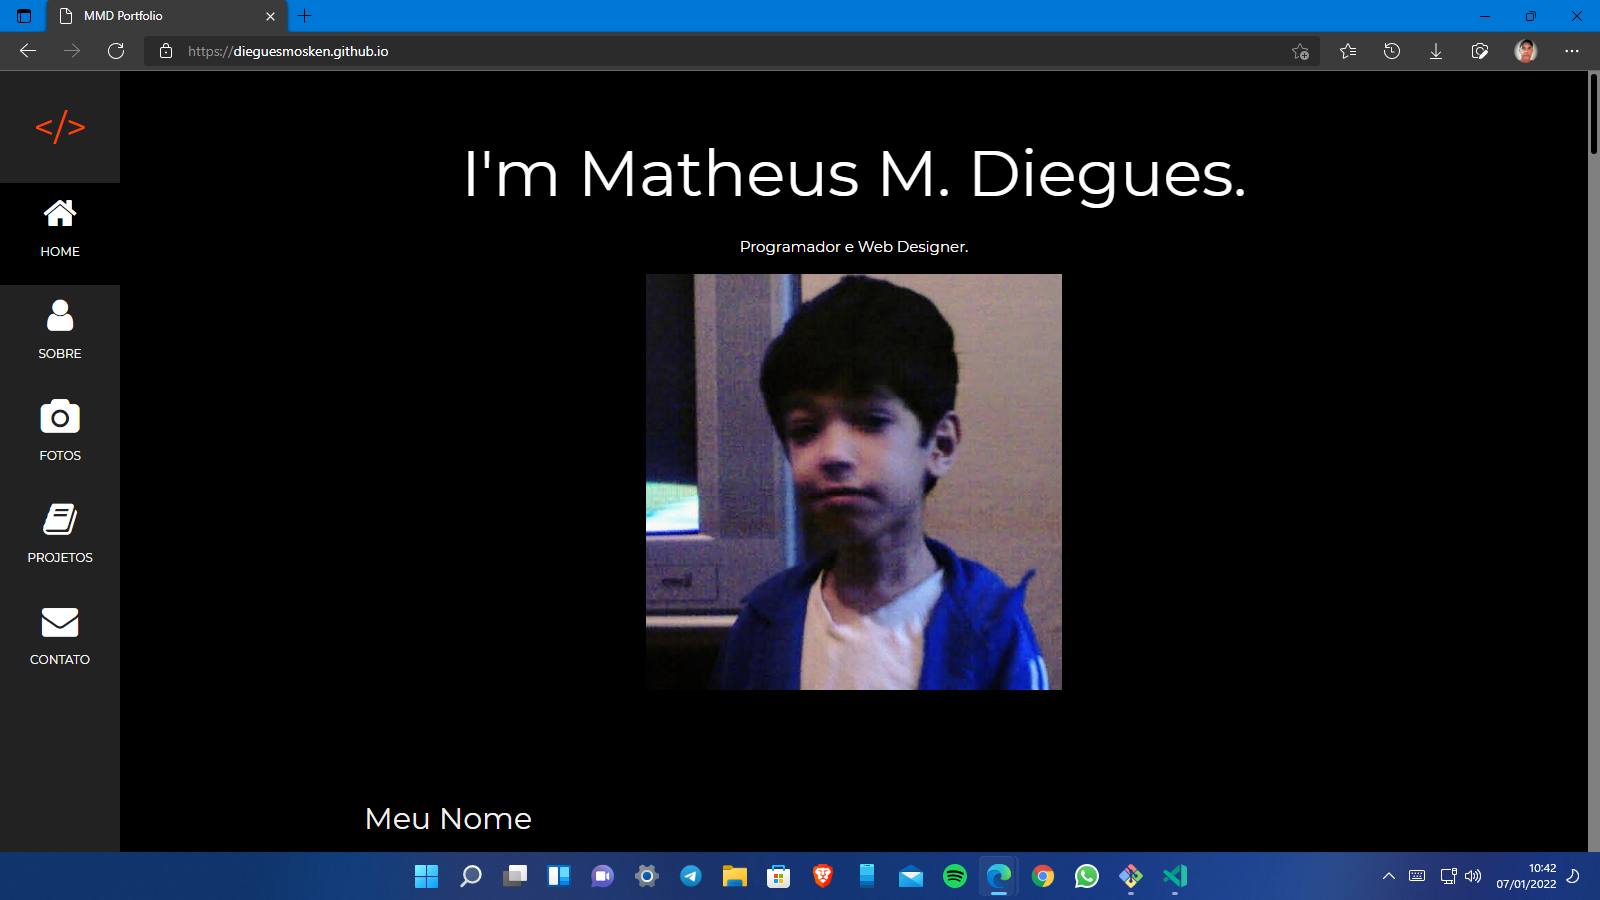 MMD Portfolio
https://dieguesmosken.github.io
</>
HOME
SOBRE
FOTOS
PROJETOS
CONTATO
I'm Matheus M. Diegues.
Programador e Web Designer.
Meu Nome
10:42
07/01/2022